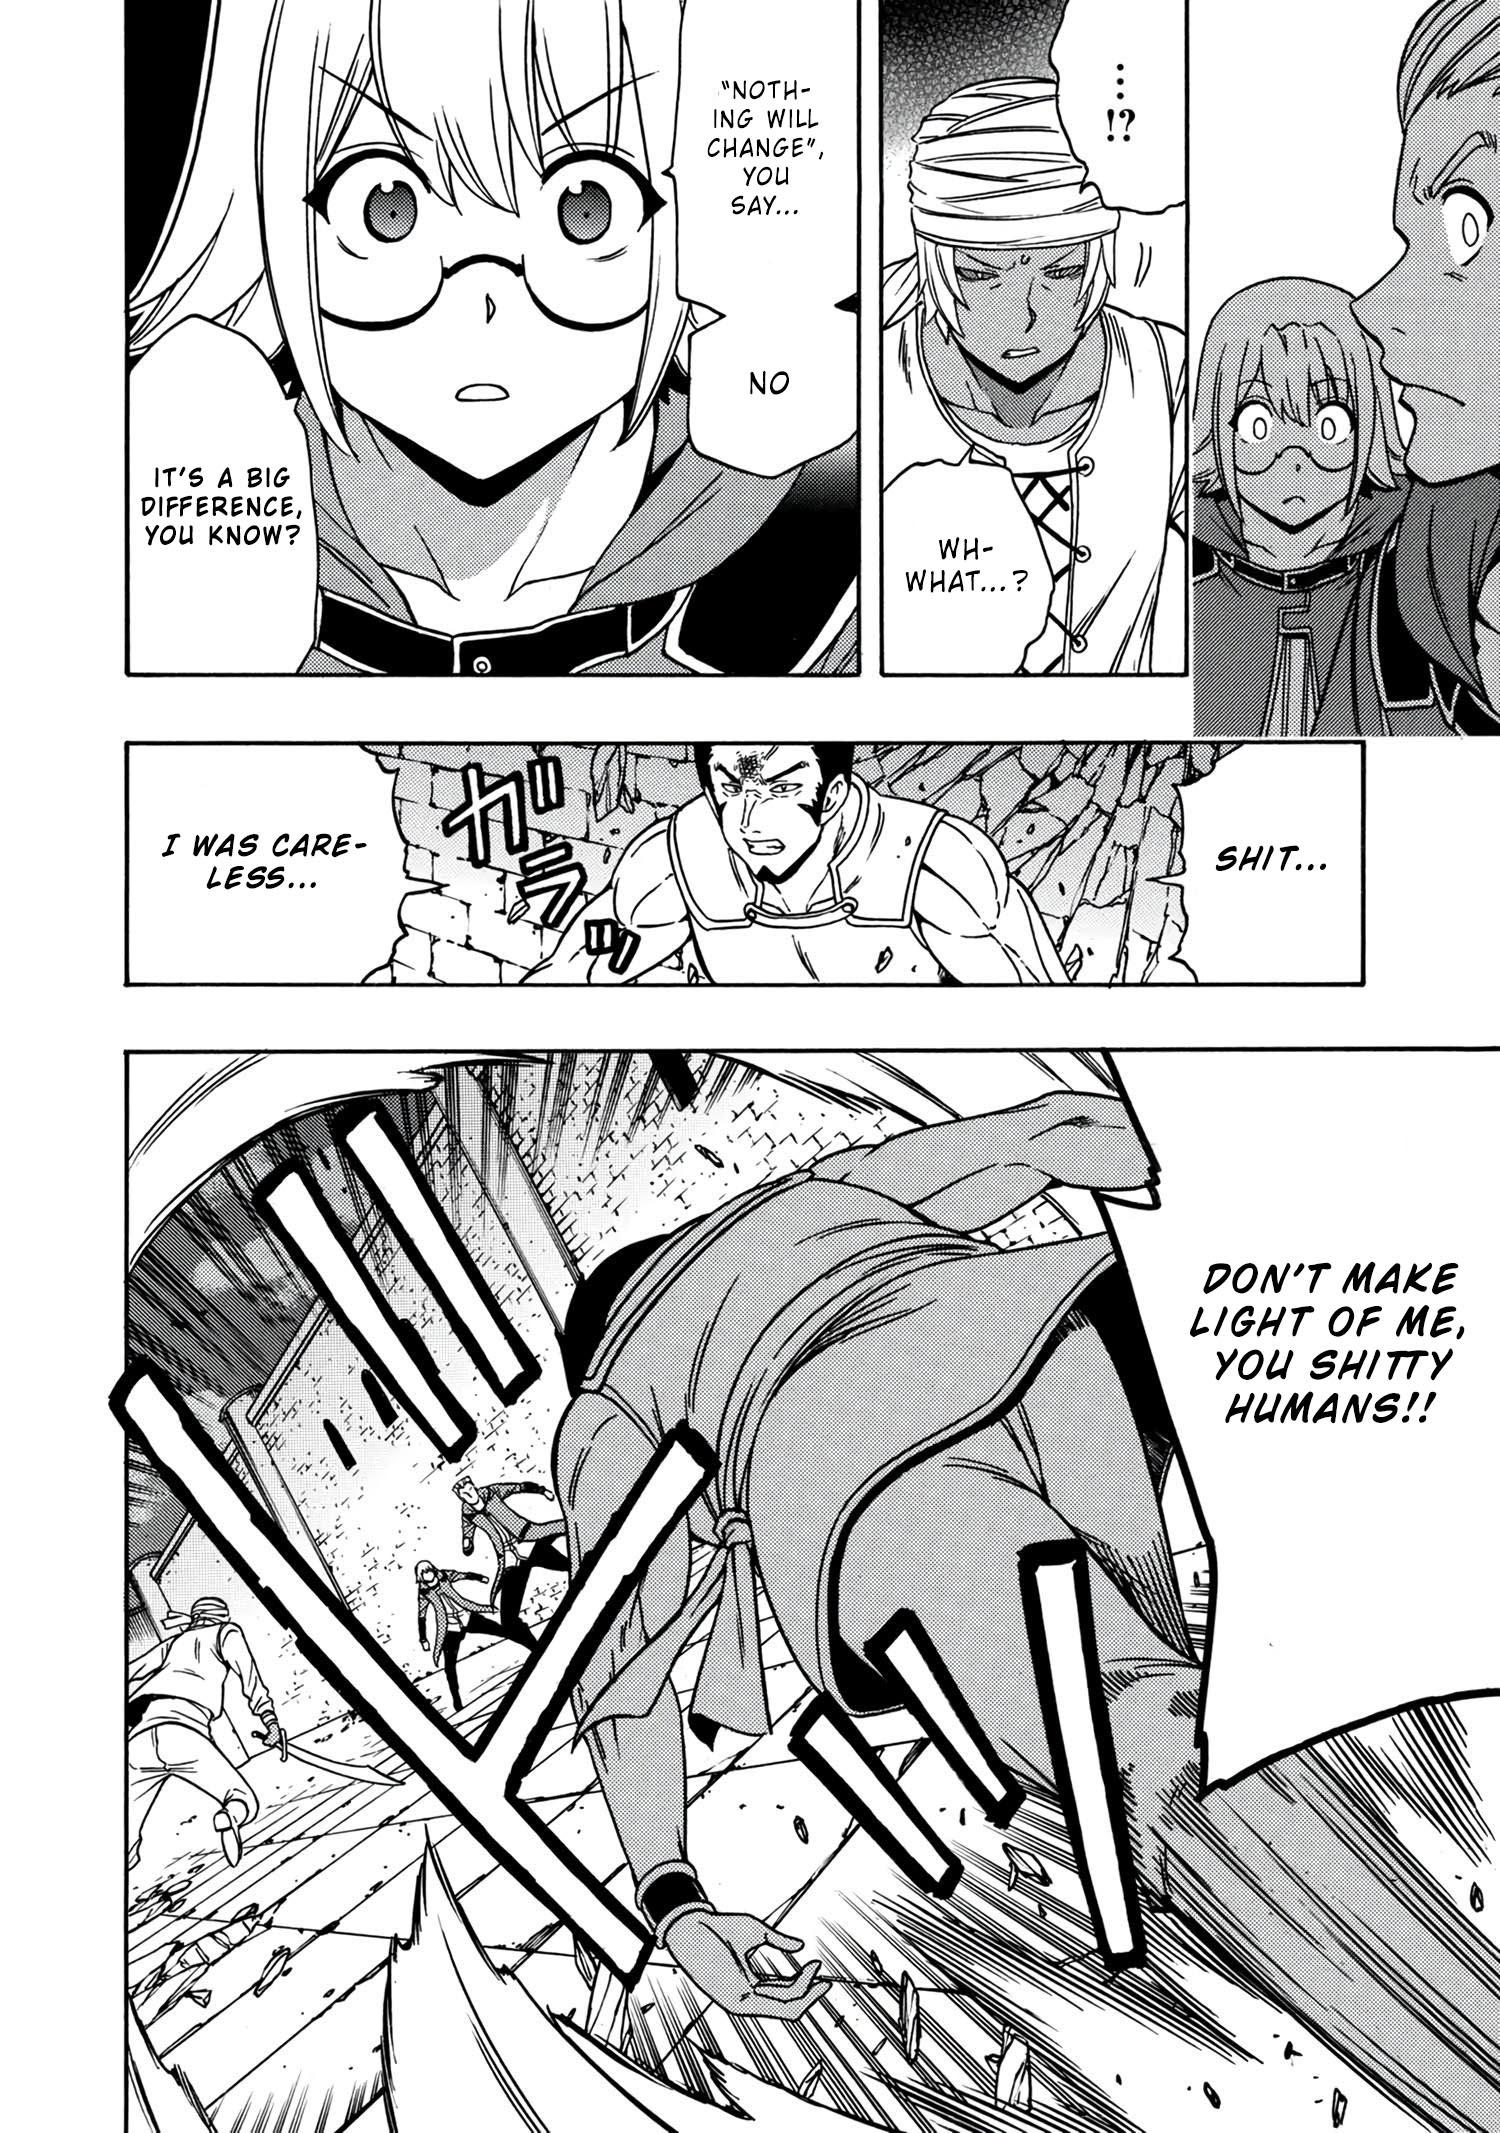 ...!?
WH-
WHAT...?
"NOTH-
ING WILL
CHANGE",
YOU
SAY...
NO
IT'S A BIG
DIFFERENCE,
YOU KNOW?
SHIT...
ガラッ
I WAS CARE-
LESS...
DON'T MAKE
LIGHT OF ME,
YOU SHITTY
HUMANS!!